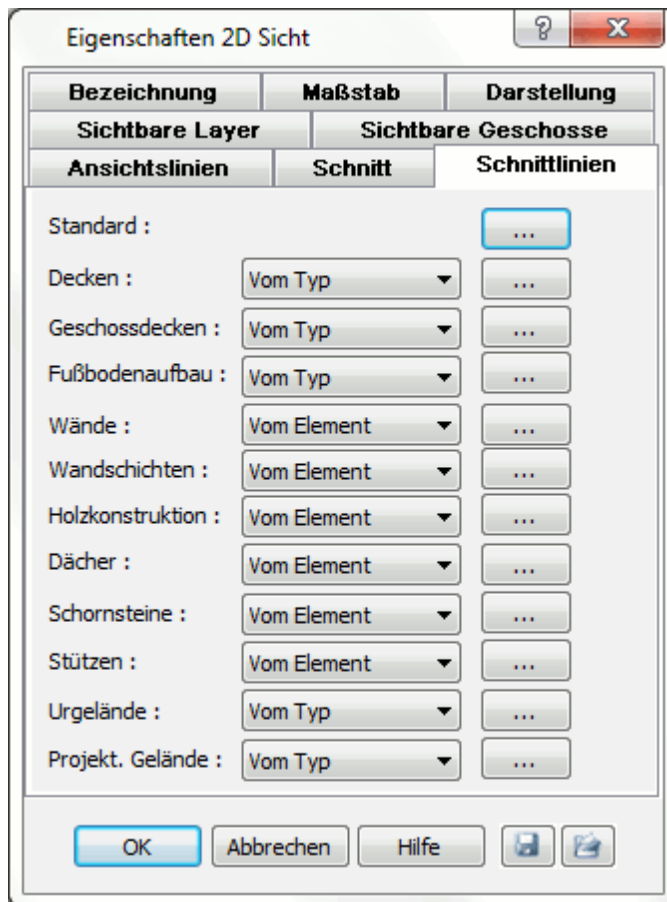 Eigenschaften 2D Sicht
?
Bezeichnung Maßstab Darstellung
Sichtbare Layer Sichtbare Geschosse
Ansichtslinien Schnitt Schnittlinien
Standard : ...
Decken : Vom Typ ...
Geschossdecken : Vom Typ ...
Fußbodenaufbau : Vom Typ ...
Wände : Vom Element ...
Wandschichten : Vom Element ...
Holzkonstruktion : Vom Element ...
Dächer : Vom Element ...
Schornsteine : Vom Element ...
Stützen : Vom Element ...
Urgelände : Vom Typ ...
Projekt. Gelände : Vom Typ ...
OK Abbrechen Hilfe